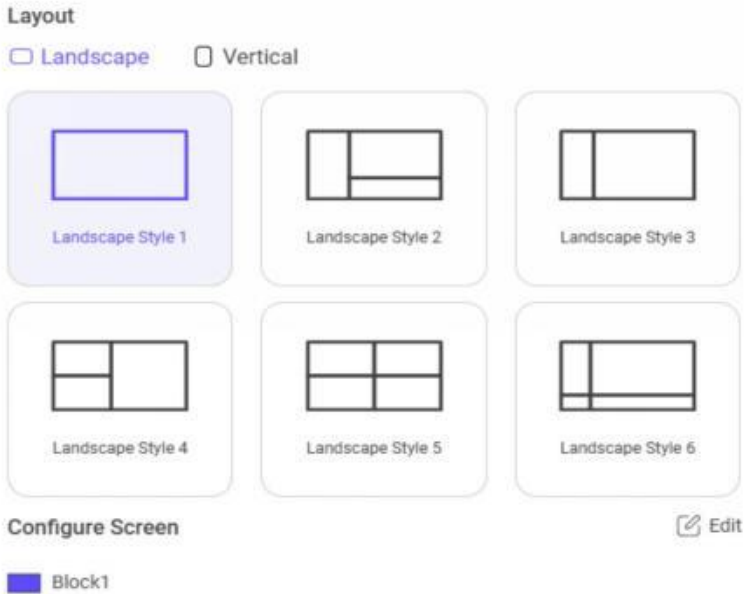 Layout
Landscape Vertical
Landscape Style 1 Landscape Style 2 Landscape Style 3
Landscape Style 4 Landscape Style 5 Landscape Style 6
Configure Screen Edit
Block1